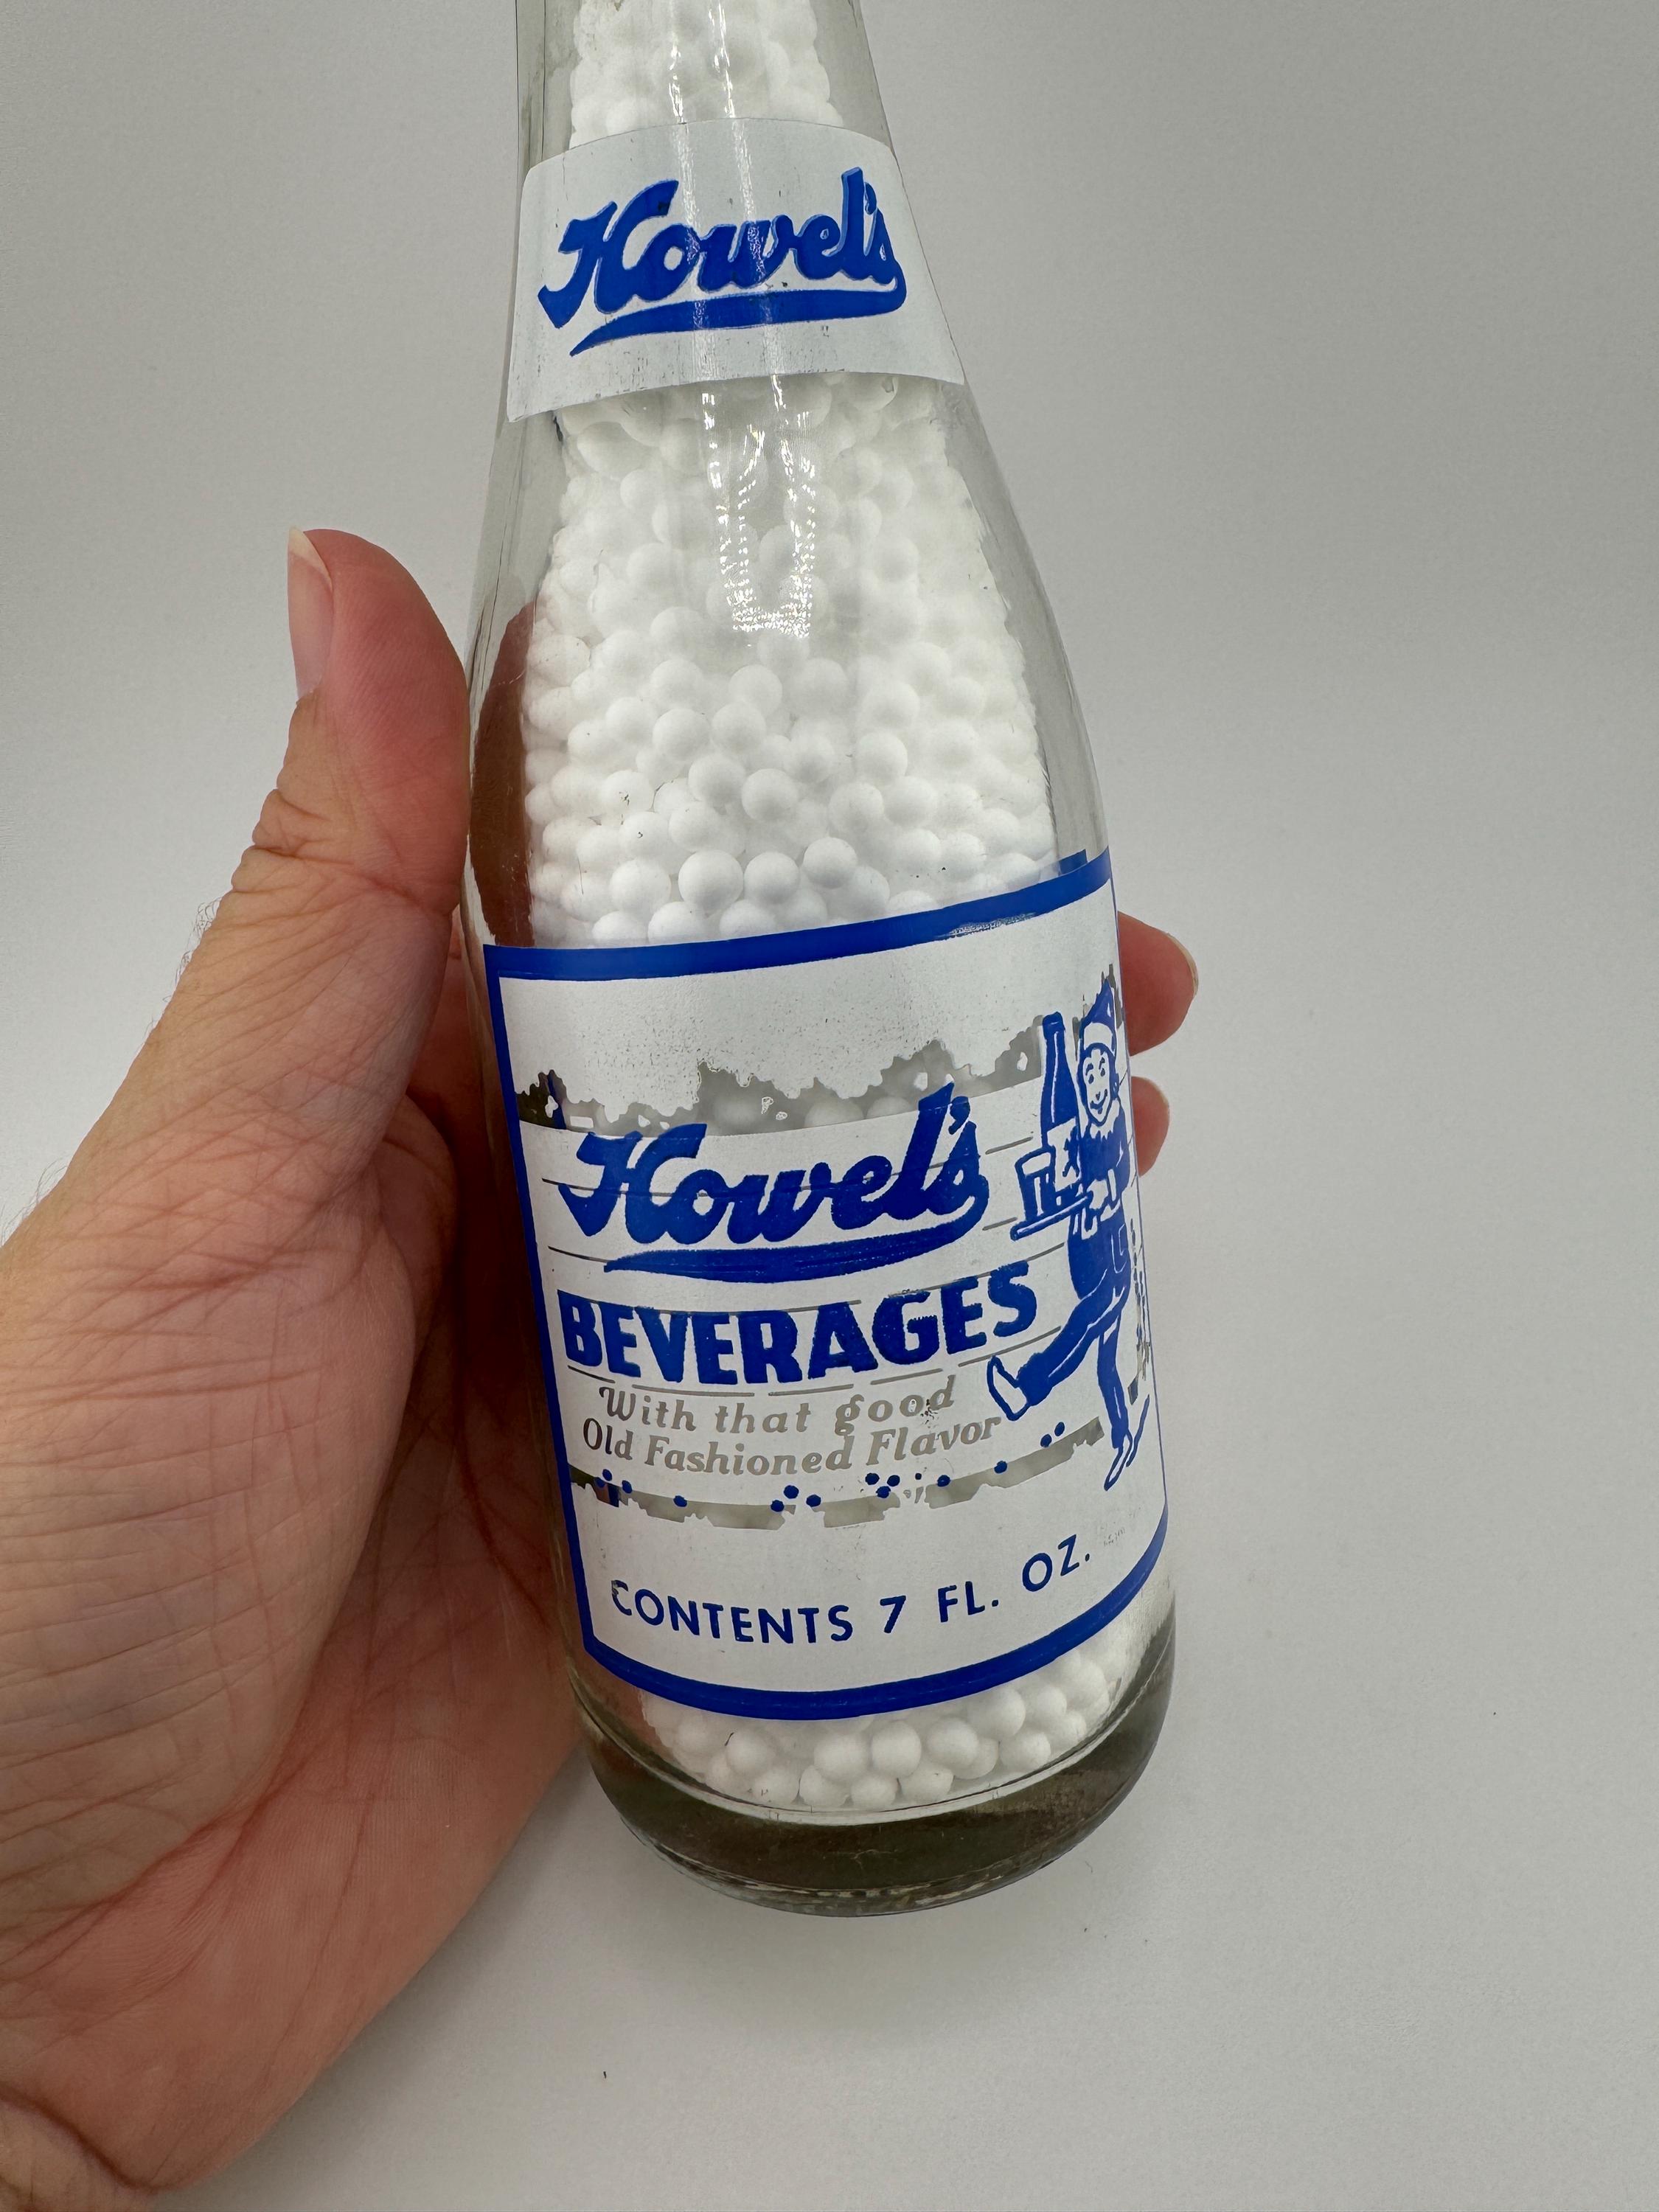 Howel's
Howel's
BEVERAGES
With that good
Old Fashioned Flavor
CONTENTS 7 FL. OZ.